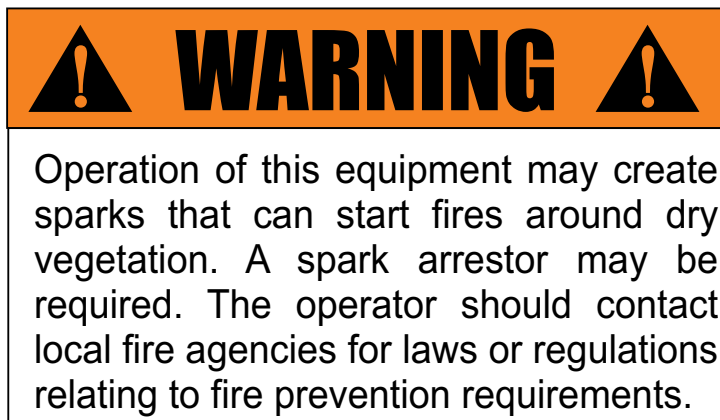 WARNING
Operation of this equipment may create
sparks that can start fires around dry
vegetation. A spark arrestor may be
required. The operator should contact
local fire agencies for laws or regulations
relating to fire prevention requirements.